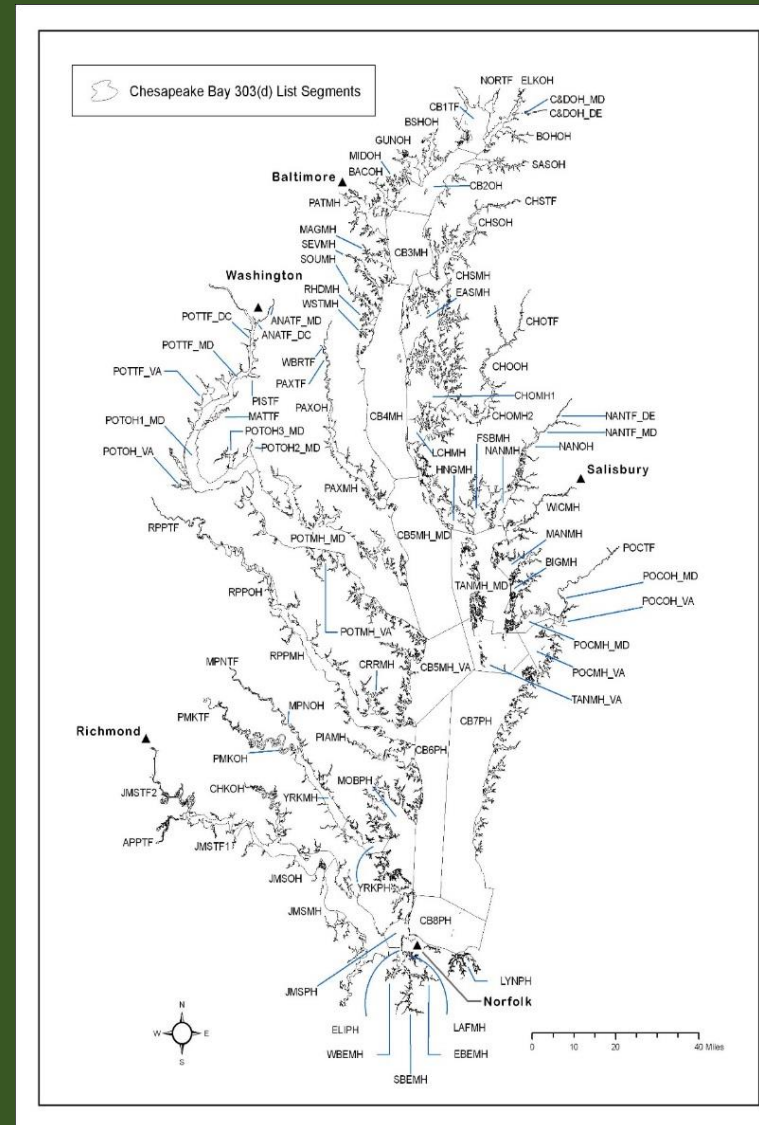 Chesapeake Bay 303(d) List Segments
NORTF ELKOH
CB1TF
C&DOH_MD
C&DOH_DE
BSHOH
GUNOH
BOHOH
MIDOH
BACOH
SASOH
Baltimore
CB2OH
PATMH
CHSTF
CHSOH
MAGMH
SEVMH
CB3MH
SOUMH
Washington
CHSMH
RHDMH
EASMH
WSTMH
POTTF_DC
ANATF_MD
CHOTF
ANATF_DC
POTTF_MD
WBRTF
CHOOH
POTTF_VA
PAXTF
PISTF
CHOMH1
PAXOH
NANTF_DE
MATTF
CB4MH
CHOMH2
POTOH1_MD
NANTF_MD
POTOH3_MD
LCHMH
FSBMH
NANOH
POTOH_VA
POTOH2_MD
HNGMH
NANMH
Salisbury
PAXMH
WICMH
RPPTF
POTMH_MD
CB5MH_MD
MANMH
POCTF
BIGMH
TANMH_MD
POCOH_MD
RPPOH
POCOH_VA
POTMH_VA
POCMH_MD
RPPMH
MPNTF
CRRMH
CB5MH_VA
POCMH_VA
TANMH_VA
PMKTF
MPNOH
CB7PH
Richmond
PIAMH
CB6PH
PMKOH
MOBPH
CHKOH
YRKMH
JMSTF2
APPTF
JMSTF1
JMSOH
YRKPH
JMSMH
CB8PH
LYNPH
JMSPH
Norfolk
N
W E
S
ELIPH
LAFMH
WBEMH
EBEMH
SBEMH
0 10 20 40 Miles